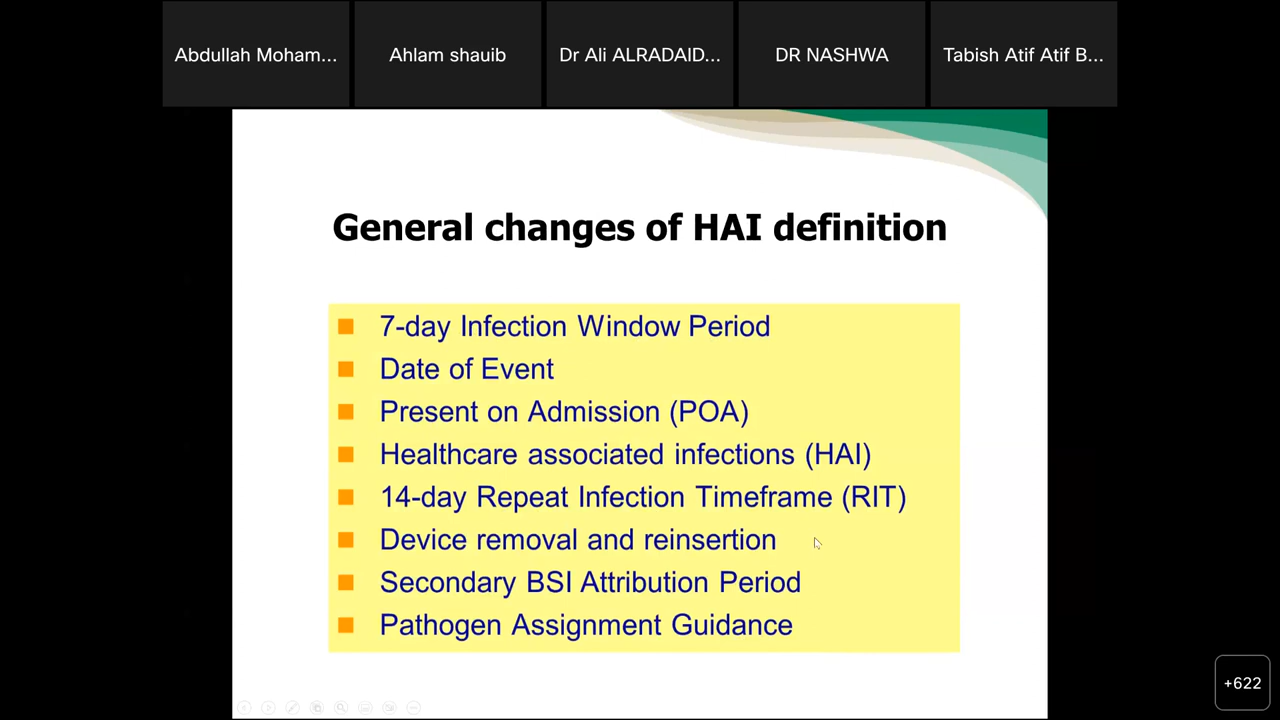 Abdullah Moham...
Ahlam shauib
Dr Ali ALRADAID...
DR NASHWA
Tabish Atif Atif B...
General changes of HAI definition
7-day Infection Window Period
Date of Event
Present on Admission (POA)
Healthcare associated infections (HAI)
14-day Repeat Infection Timeframe (RIT)
Device removal and reinsertion
Secondary BSI Attribution Period
Pathogen Assignment Guidance
+622